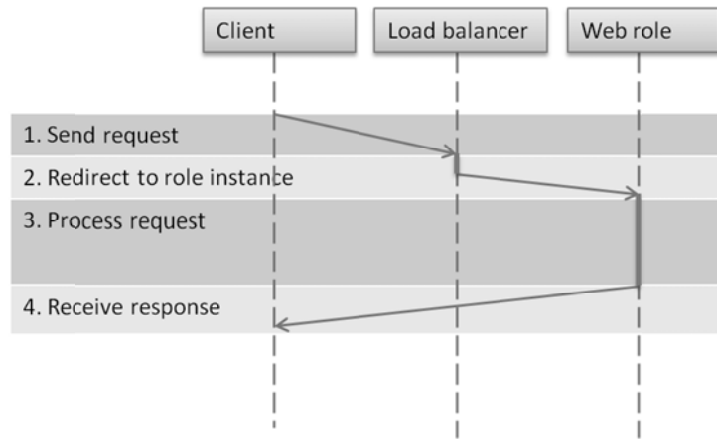 Client
Load balancer
Web role
1. Send request
2. Redirect to role instance
3. Process request
4. Receive response